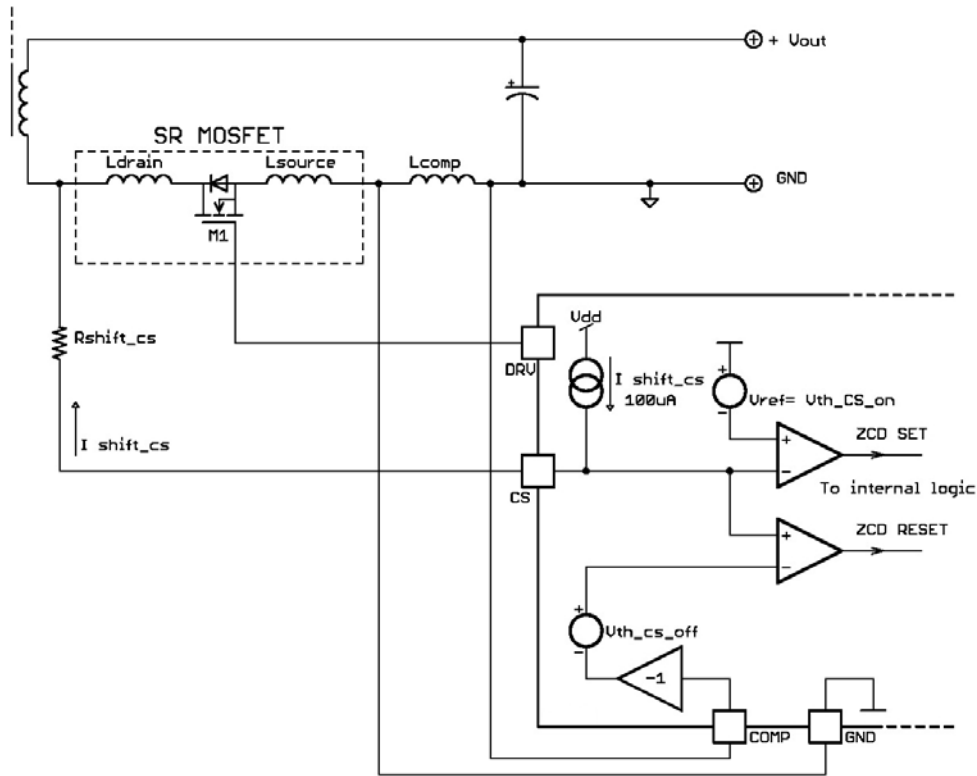 + Vout
SR MOSFET
Ldrain
Lsource
Lcomp
GND
M1
Rshift_cs
Vdd
DRV
I shift_cs
100uA
+
Vref= Vth_CS_on
-
I shift_cs
+
ZCD SET
-
CS
To internal logic
+
ZCD RESET
-
+
Vth_cs_off
-
-1
COMP
GND